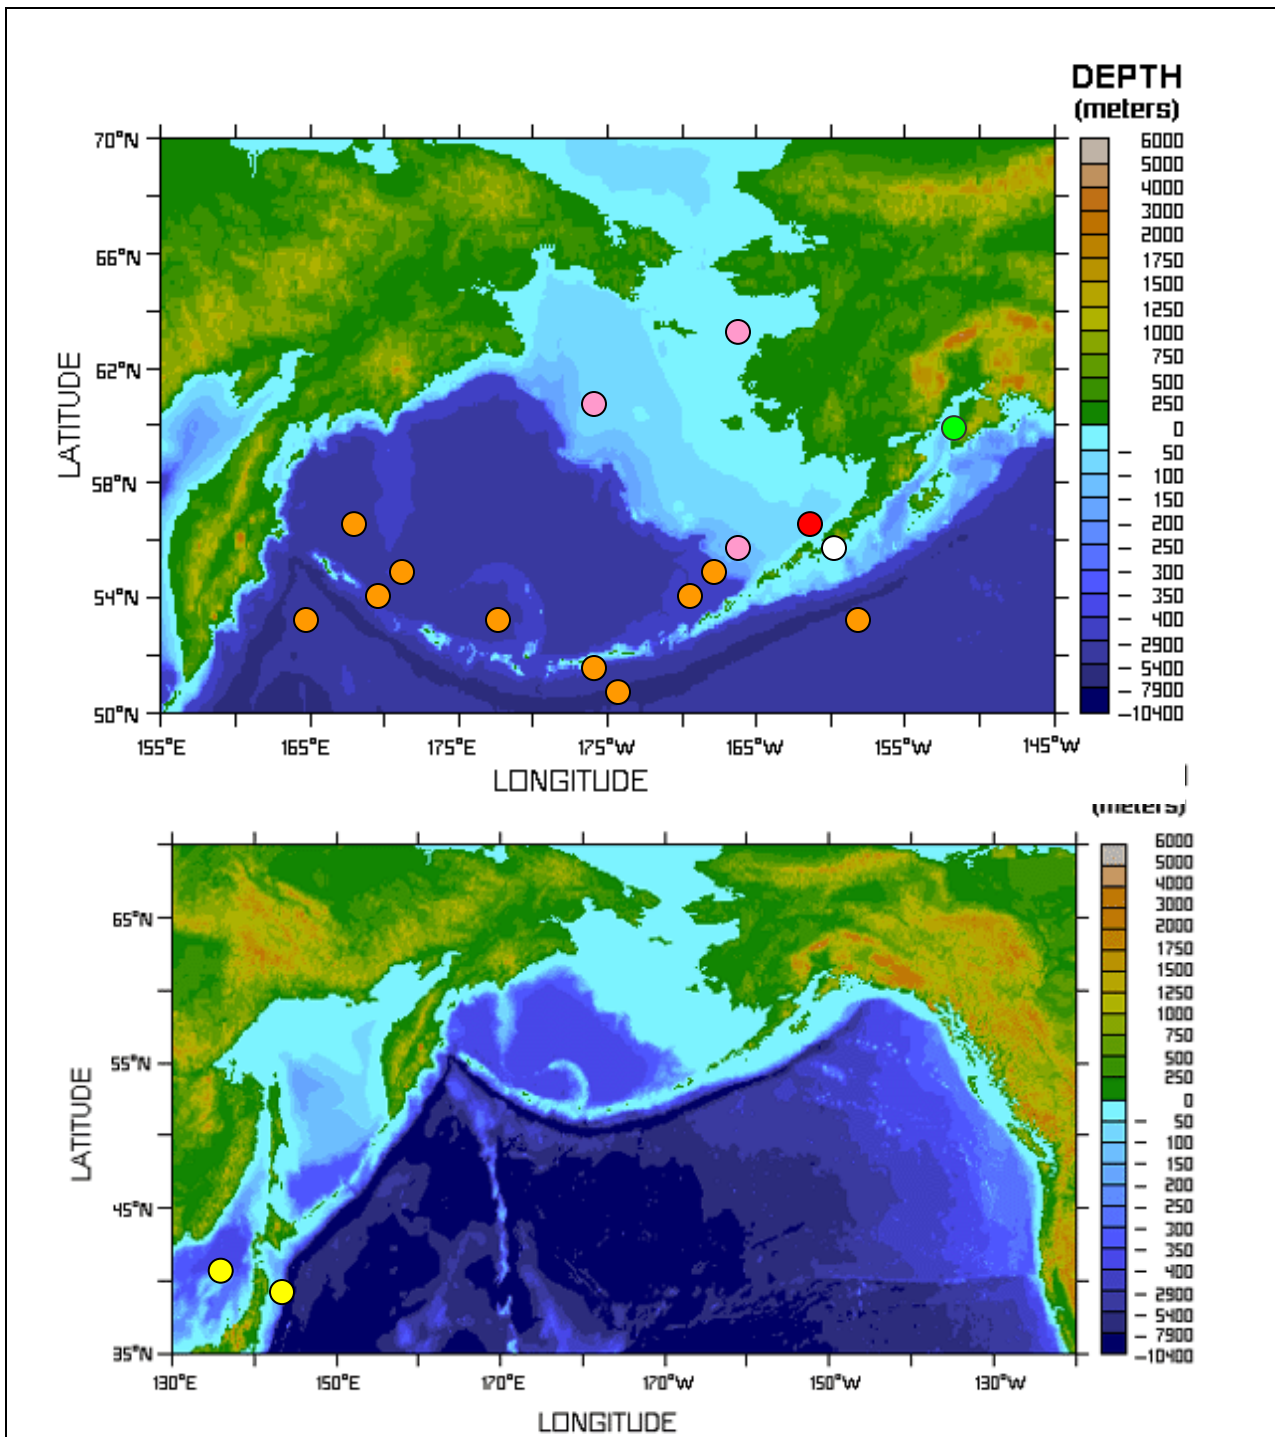 DEPTH
(meters)
70°N
66°N
62°N
58°N
54°N
50°N
LATITUDE
155°E 165°E 175°E 175°W 165°W 155°W 145°W
LONGITUDE
6000
5000
4000
3000
2000
1750
1500
1250
1000
750
500
250
0
– 50
– 100
– 150
– 200
– 250
– 300
– 350
– 400
– 2900
– 5400
– 7900
–10400
(meters)
65°N
55°N
45°N
35°N
LATITUDE
130°E 150°E 170°E 170°W 150°W 130°W
LONGITUDE
6000
5000
4000
3000
2000
1750
1500
1250
1000
750
500
250
0
– 50
– 100
– 150
– 200
– 250
– 300
– 350
– 400
– 2900
– 5400
– 7900
–10400